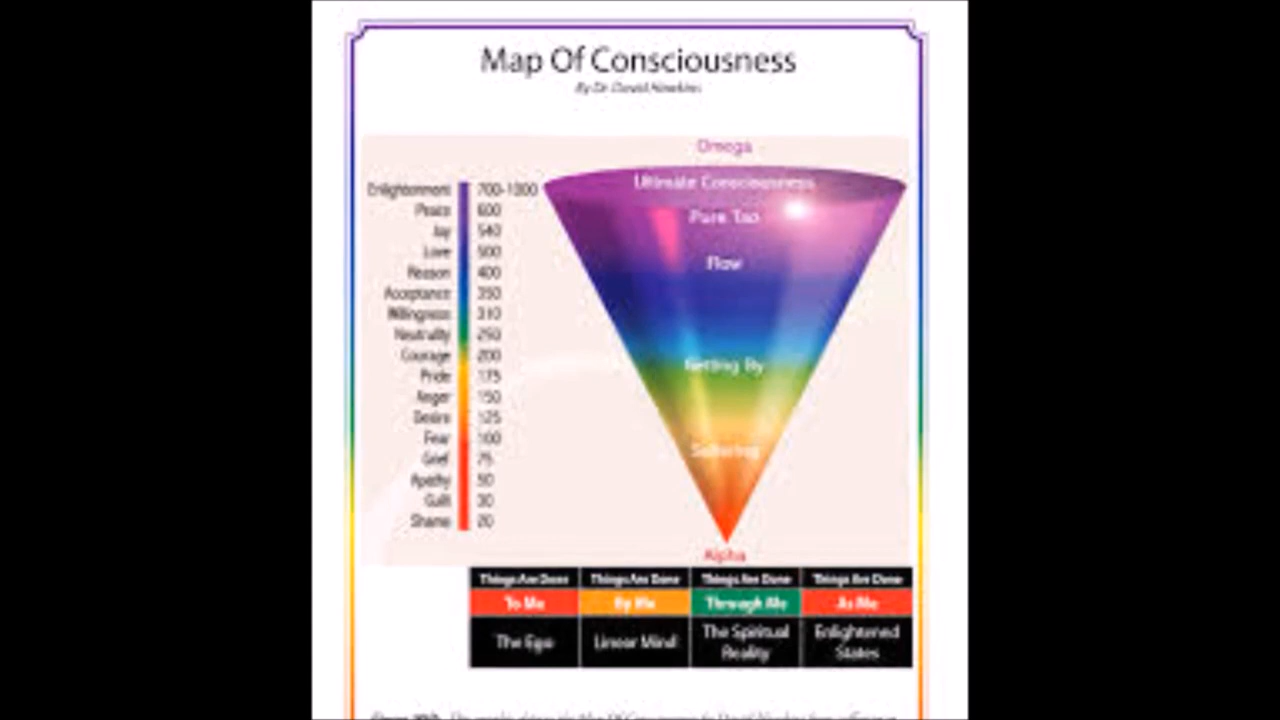 Map Of Consciousness
By Dr. David Hawkins
Omega
Ultimate Consciousness
Enlightenment 700-1000
Peace 600
Pure Tao
Joy 540
Love 500
Flow
Reason 400
Acceptance 350
Willingness 310
Neutrality 250
Courage 200
Getting By
Pride 175
Anger 150
Desire 125
Fear 100
Suffering
Grief 75
Apathy 50
Guilt 30
Shame 20
Alpha
Things Are Done Things Are Done Things Are Done Things Are Done
To Me By Me Through Me As Me
The Ego Linear Mind The Spiritual Reality Enlightened States